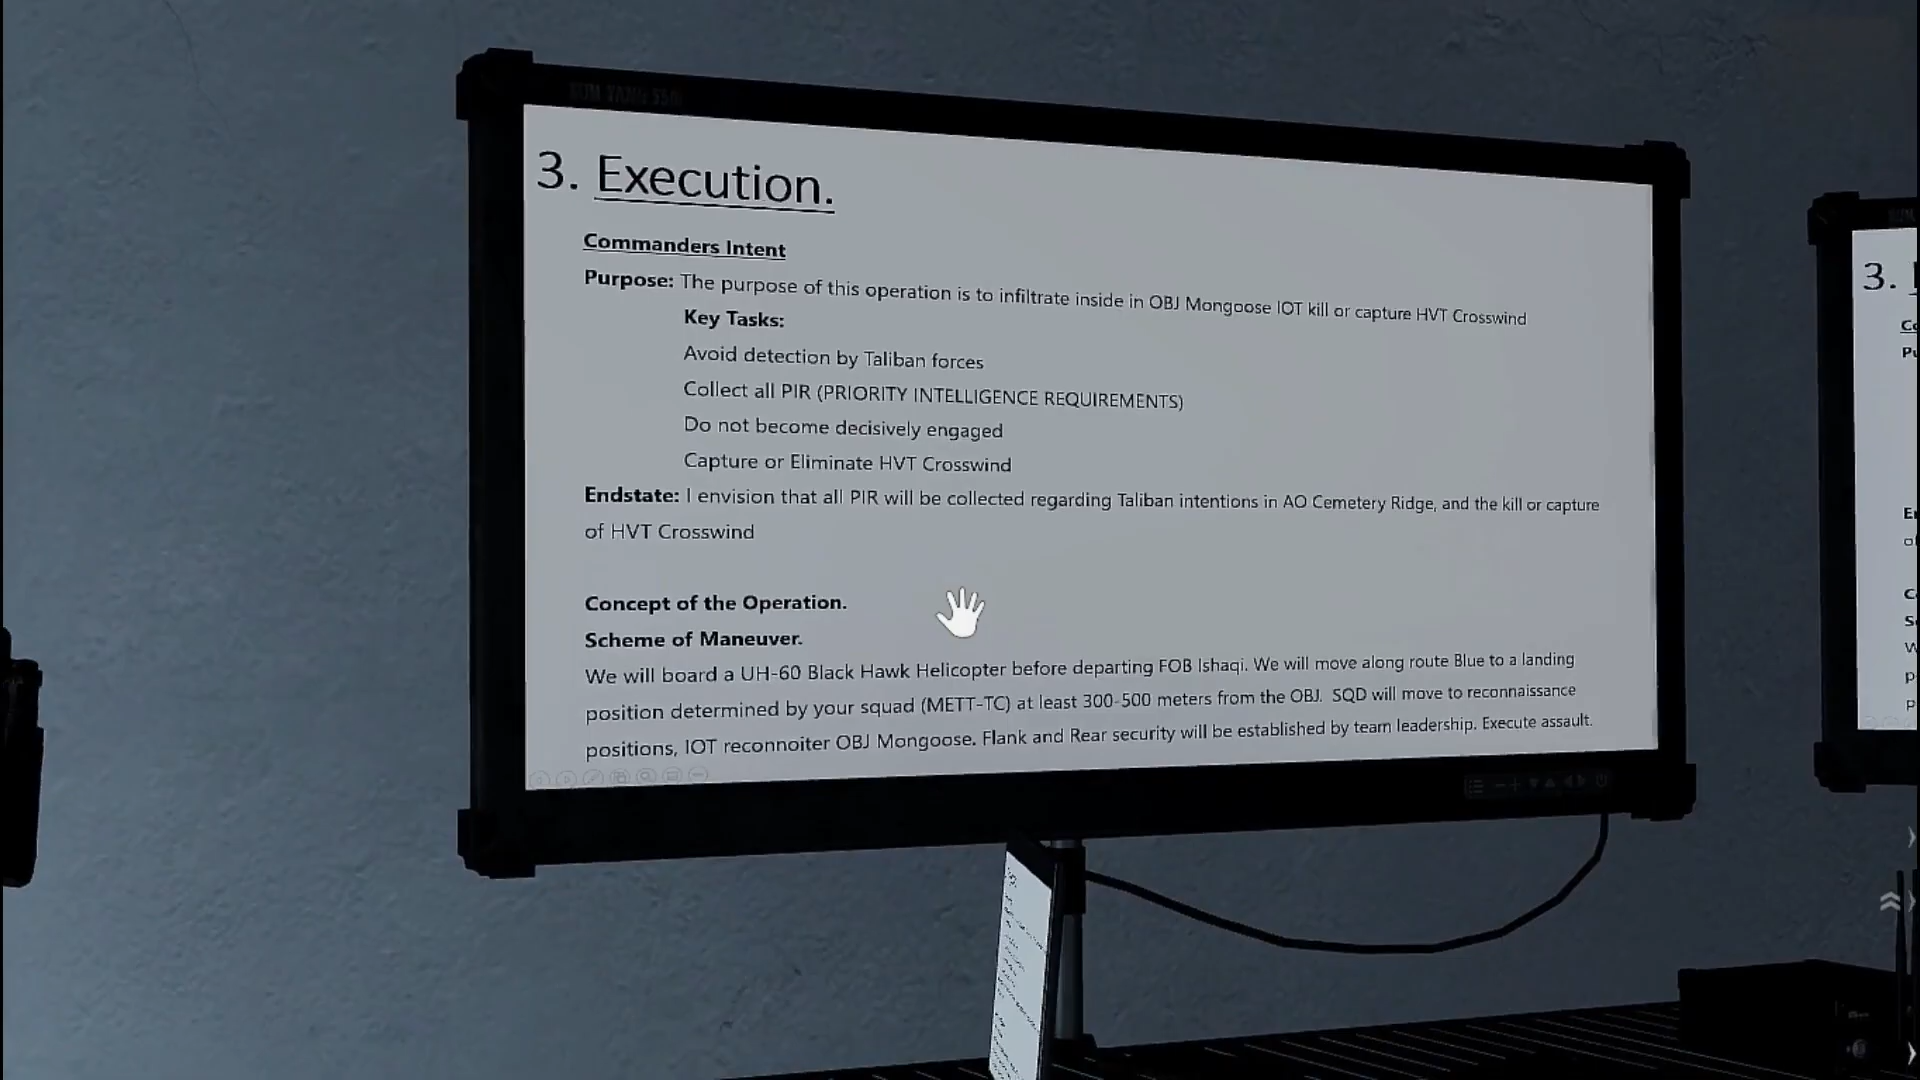 3. Execution.
Commanders Intent
Purpose: The purpose of this operation is to infiltrate inside in OBJ Mongoose IOT kill or capture HVT Crosswind
Key Tasks:
Avoid detection by Taliban forces
Collect all PIR (PRIORITY INTELLIGENCE REQUIREMENTS)
Do not become decisively engaged
Capture or Eliminate HVT Crosswind
Endstate: I envision that all PIR will be collected regarding Taliban intentions in AO Cemetery Ridge, and the kill or capture
of HVT Crosswind
Concept of the Operation.
Scheme of Maneuver.
We will board a UH-60 Black Hawk Helicopter before departing FOB Ishaqi. We will move along route Blue to a landing
position determined by your squad (METT-TC) at least 300-500 meters from the OBJ. SQD will move to reconnaissance
positions, IOT reconnoiter OBJ Mongoose. Flank and Rear security will be established by team leadership. Execute assault.
3.